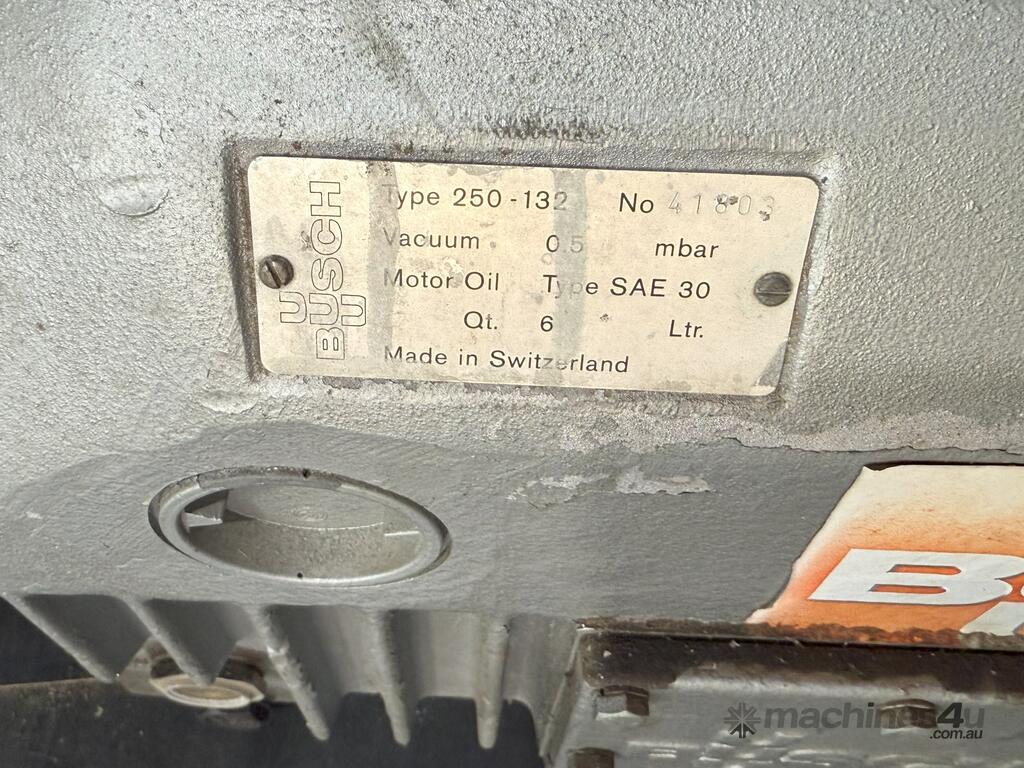 BUSCH
Type 250-132 No 41803
Vacuum 0.5 mbar
Motor Oil Type SAE 30
Qt. 6 Ltr.
Made in Switzerland
machines4u
.com.au